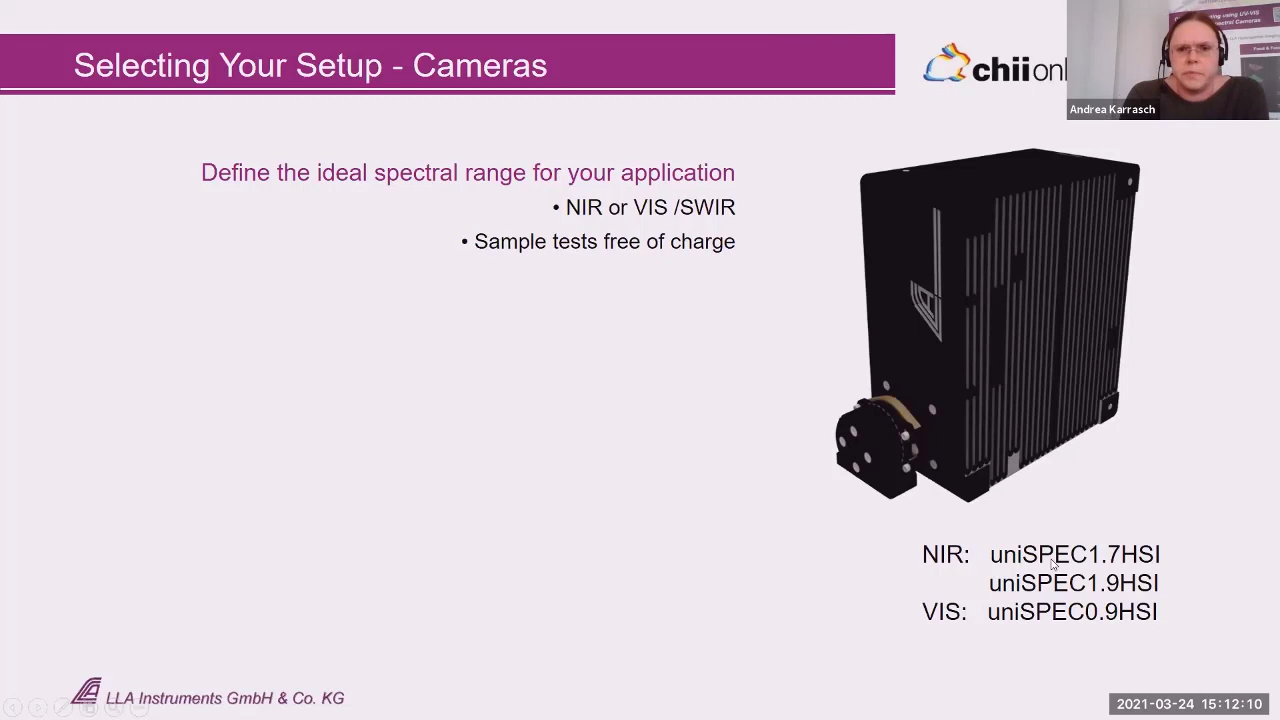 Selecting Your Setup - Cameras
chiionl
Andrea Karrasch
Define the ideal spectral range for your application
• NIR or VIS /SWIR
• Sample tests free of charge
NIR: uniSPEC1.7HSI
uniSPEC1.9HSI
VIS: uniSPEC0.9HSI
LLA Instruments GmbH & Co. KG
2021-03-24 15:12:10